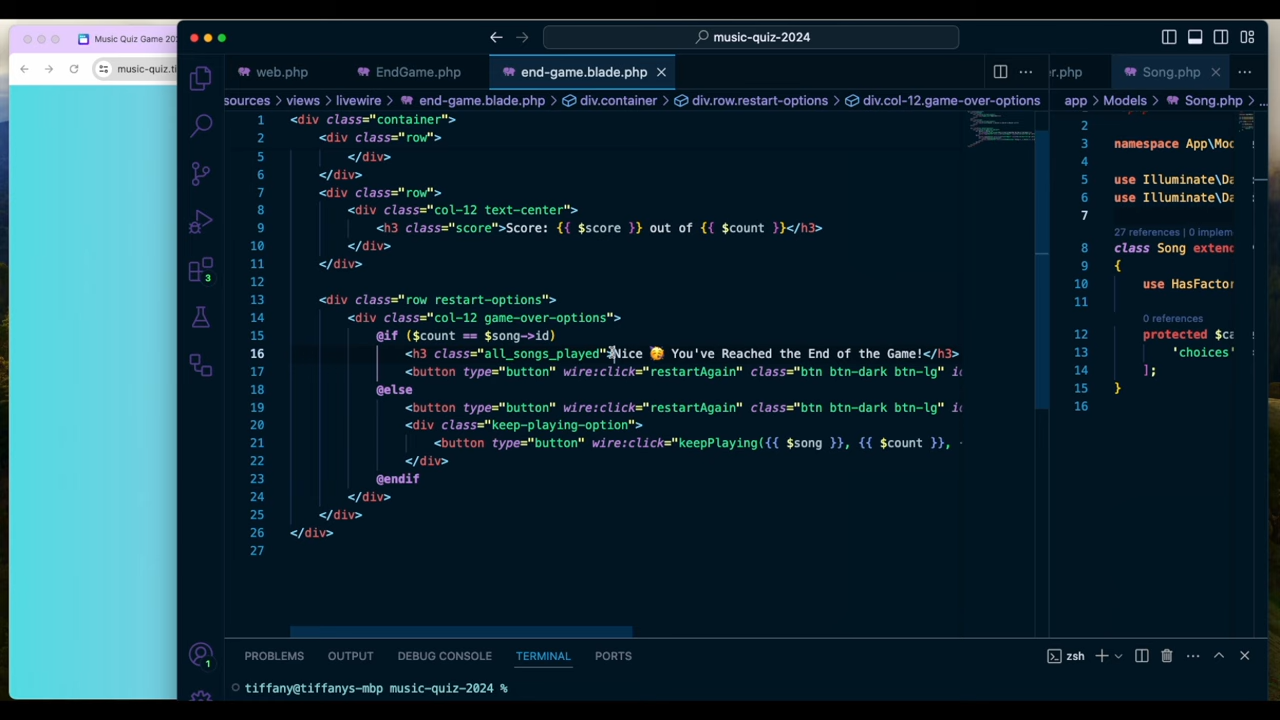 Music Quiz Game 202
music-quiz.ti
music-quiz-2024
web.php
EndGame.php
end-game.blade.php
er.php
Song.php
sources > views > livewire > end-game.blade.php > div.container > div.row.restart-options > div.col-12.game-over-options
app > Models > Song.php > ...
1 <div class="container">
2 <div class="row">
5 </div>
6 </div>
7 <div class="row">
8 <div class="col-12 text-center">
9 <h3 class="score">Score: {{ $score }} out of {{ $count }}</h3>
10 </div>
11 </div>
12
13 <div class="row restart-options">
14 <div class="col-12 game-over-options">
15 @if ($count == $song->id)
16 <h3 class="all_songs_played">Nice 🥳 You've Reached the End of the Game!</h3>
17 <button type="button" wire:click="restartAgain" class="btn btn-dark btn-lg" id
18 @else
19 <button type="button" wire:click="restartAgain" class="btn btn-dark btn-lg" id
20 <div class="keep-playing-option">
21 <button type="button" wire:click="keepPlaying({{ $song }}, {{ $count }},
22 </div>
23 @endif
24 </div>
25 </div>
26 </div>
27
2
3 namespace App\Mod
4
5 use Illuminate\Da
6 use Illuminate\Da
7
27 references | 0 implem
8 class Song extend
9 {
10 use HasFactor
11
0 references
12 protected $ca
13 'choices'
14 ];
15 }
16
3
1
PROBLEMS OUTPUT DEBUG CONSOLE TERMINAL PORTS
zsh
tiffany@tiffanys-mbp music-quiz-2024 %